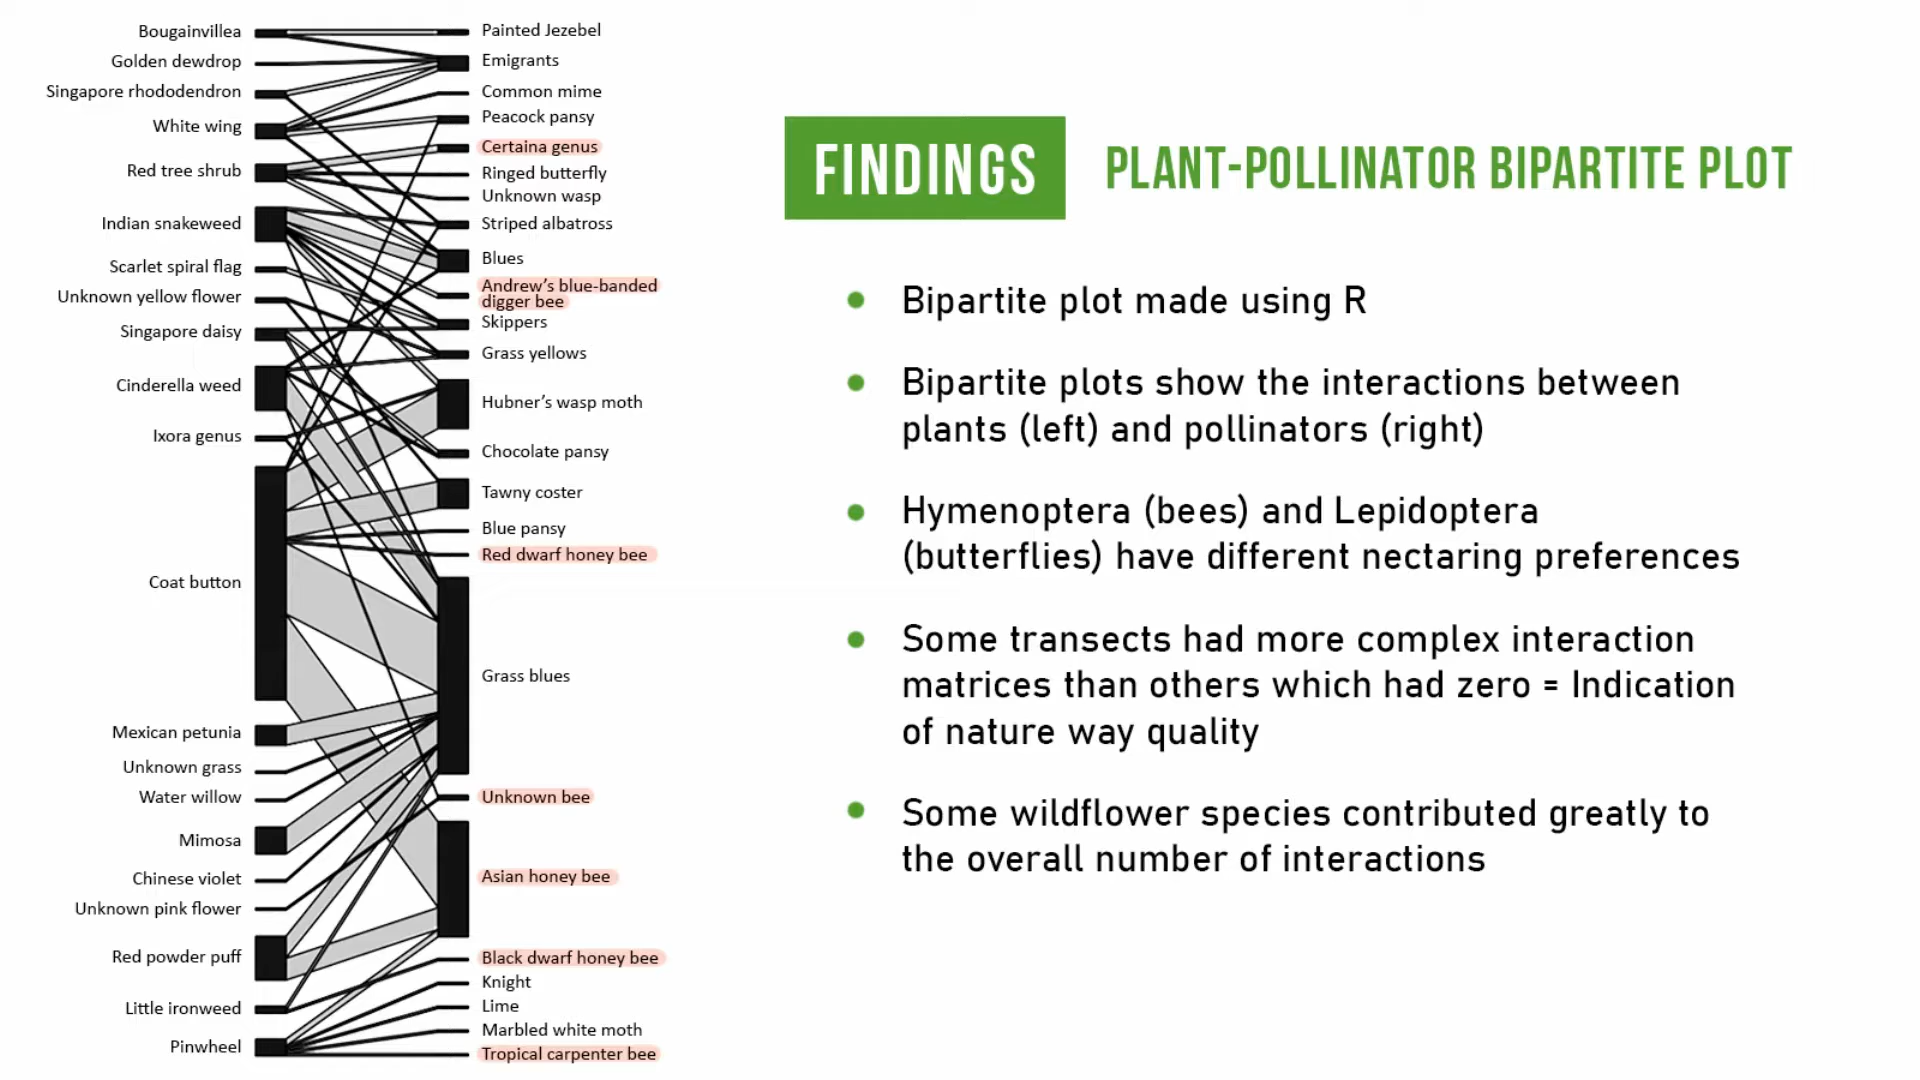 Bougainvillea
Golden dewdrop
Singapore rhododendron
White wing
Red tree shrub
Indian snakeweed
Scarlet spiral flag
Unknown yellow flower
Singapore daisy
Cinderella weed
Ixora genus
Coat button
Mexican petunia
Unknown grass
Water willow
Mimosa
Chinese violet
Unknown pink flower
Red powder puff
Little ironweed
Pinwheel
Painted Jezebel
Emigrants
Common mime
Peacock pansy
Certaina genus
Ringed butterfly
Unknown wasp
Striped albatross
Blues
Andrew's blue-banded
digger bee
Skippers
Grass yellows
Hubner's wasp moth
Chocolate pansy
Tawny coster
Blue pansy
Red dwarf honey bee
Grass blues
Unknown bee
Asian honey bee
Black dwarf honey bee
Knight
Lime
Marbled white moth
Tropical carpenter bee
FINDINGS
PLANT-POLLINATOR BIPARTITE PLOT
• Bipartite plot made using R
• Bipartite plots show the interactions between
plants (left) and pollinators (right)
• Hymenoptera (bees) and Lepidoptera
(butterflies) have different nectaring preferences
• Some transects had more complex interaction
matrices than others which had zero = Indication
of nature way quality
• Some wildflower species contributed greatly to
the overall number of interactions